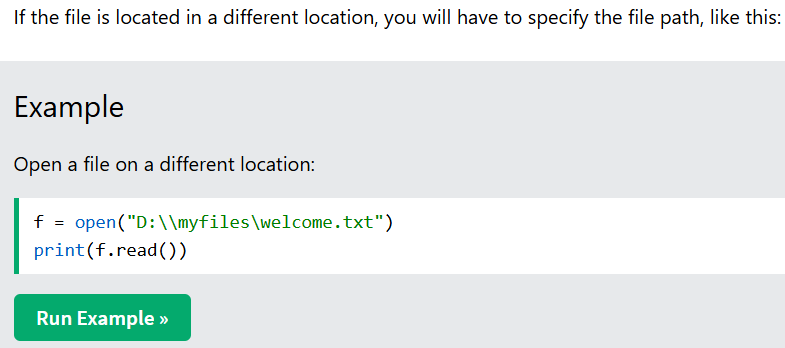 If the file is located in a different location, you will have to specify the file path, like this:
Example
Open a file on a different location:
f = open("D:\\myfiles\welcome.txt")
print(f.read())
Run Example »